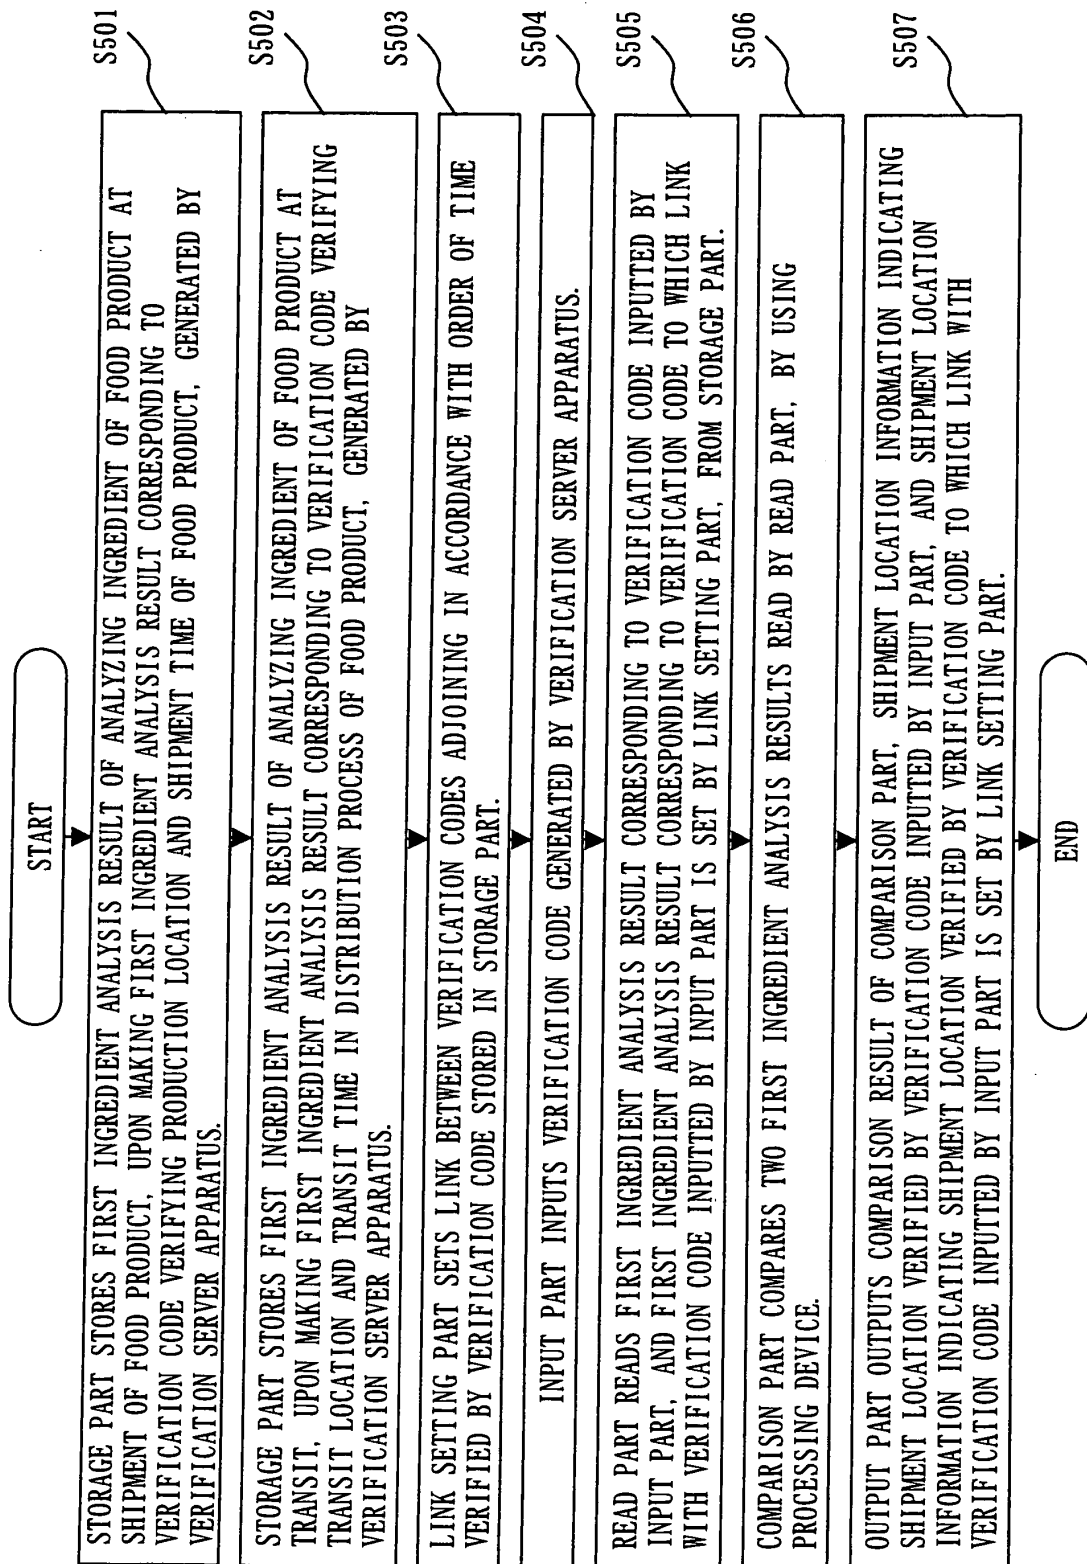 START
STORAGE PART STORES FIRST INGREDIENT ANALYSIS RESULT OF ANALYZING INGREDIENT OF FOOD PRODUCT AT
SHIPMENT OF FOOD PRODUCT, UPON MAKING FIRST INGREDIENT ANALYSIS RESULT CORRESPONDING TO
VERIFICATION CODE VERIFYING PRODUCTION LOCATION AND SHIPMENT TIME OF FOOD PRODUCT, GENERATED BY
VERIFICATION SERVER APPARATUS.
S501
STORAGE PART STORES FIRST INGREDIENT ANALYSIS RESULT OF ANALYZING INGREDIENT OF FOOD PRODUCT AT
TRANSIT, UPON MAKING FIRST INGREDIENT ANALYSIS RESULT CORRESPONDING TO VERIFICATION CODE VERIFYING
TRANSIT LOCATION AND TRANSIT TIME IN DISTRIBUTION PROCESS OF FOOD PRODUCT, GENERATED BY
VERIFICATION SERVER APPARATUS.
S502
LINK SETTING PART SETS LINK BETWEEN VERIFICATION CODES ADJOINING IN ACCORDANCE WITH ORDER OF TIME
VERIFIED BY VERIFICATION CODE STORED IN STORAGE PART.
S503
INPUT PART INPUTS VERIFICATION CODE GENERATED BY VERIFICATION SERVER APPARATUS.
S504
READ PART READS FIRST INGREDIENT ANALYSIS RESULT CORRESPONDING TO VERIFICATION CODE INPUTTED BY
INPUT PART, AND FIRST INGREDIENT ANALYSIS RESULT CORRESPONDING TO VERIFICATION CODE TO WHICH LINK
WITH VERIFICATION CODE INPUTTED BY INPUT PART IS SET BY LINK SETTING PART, FROM STORAGE PART.
S505
COMPARISON PART COMPARES TWO FIRST INGREDIENT ANALYSIS RESULTS READ BY READ PART, BY USING
PROCESSING DEVICE.
S506
OUTPUT PART OUTPUTS COMPARISON RESULT OF COMPARISON PART, SHIPMENT LOCATION INFORMATION INDICATING
SHIPMENT LOCATION VERIFIED BY VERIFICATION CODE INPUTTED BY INPUT PART, AND SHIPMENT LOCATION
INFORMATION INDICATING SHIPMENT LOCATION VERIFIED BY VERIFICATION CODE TO WHICH LINK WITH
VERIFICATION CODE INPUTTED BY INPUT PART IS SET BY LINK SETTING PART.
S507
END